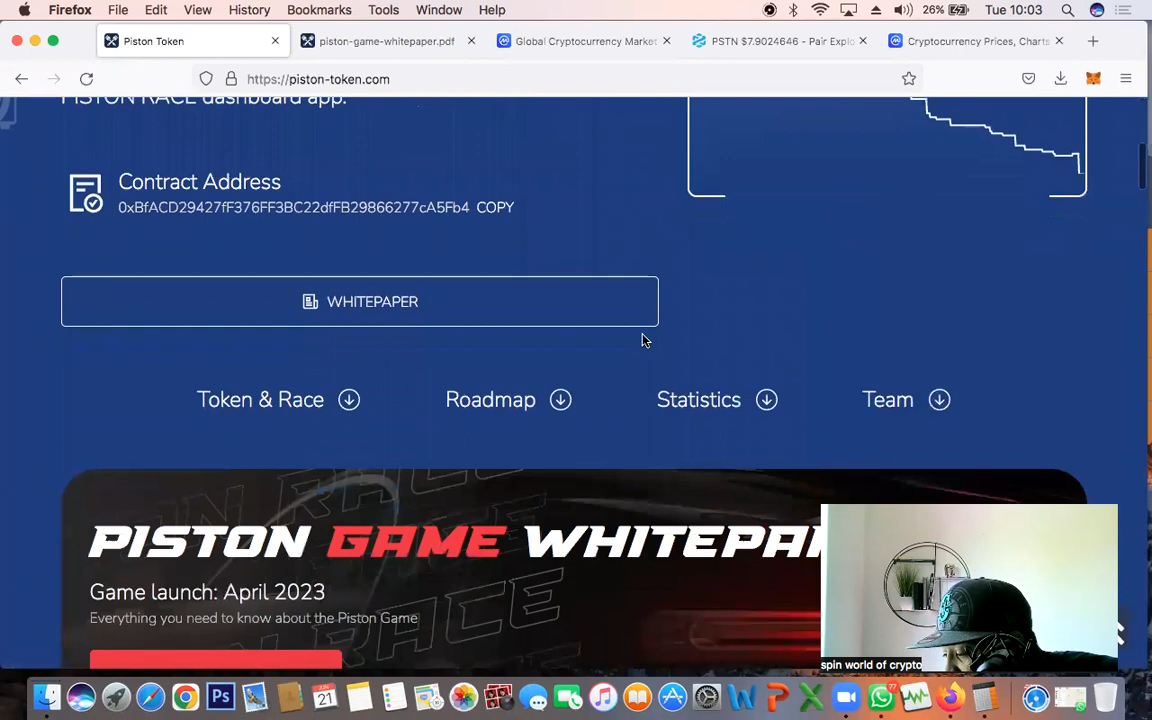 Firefox File Edit View History Bookmarks Tools Window Help 26% Tue 10:03
Piston Token piston-game-whitepaper.pdf Global Cryptocurrency Market PSTN $7.9024646 - Pair Explo Cryptocurrency Prices, Charts
https://piston-token.com
PISTON RACE dashboard app.
Contract Address
0xBfACD29427fF376FF3BC22dfFB29866277cA5Fb4 COPY
WHITEPAPER
Token & Race Roadmap Statistics Team
PISTON GAME WHITEPA
Game launch: April 2023
Everything you need to know about the Piston Game
spin world of crypto